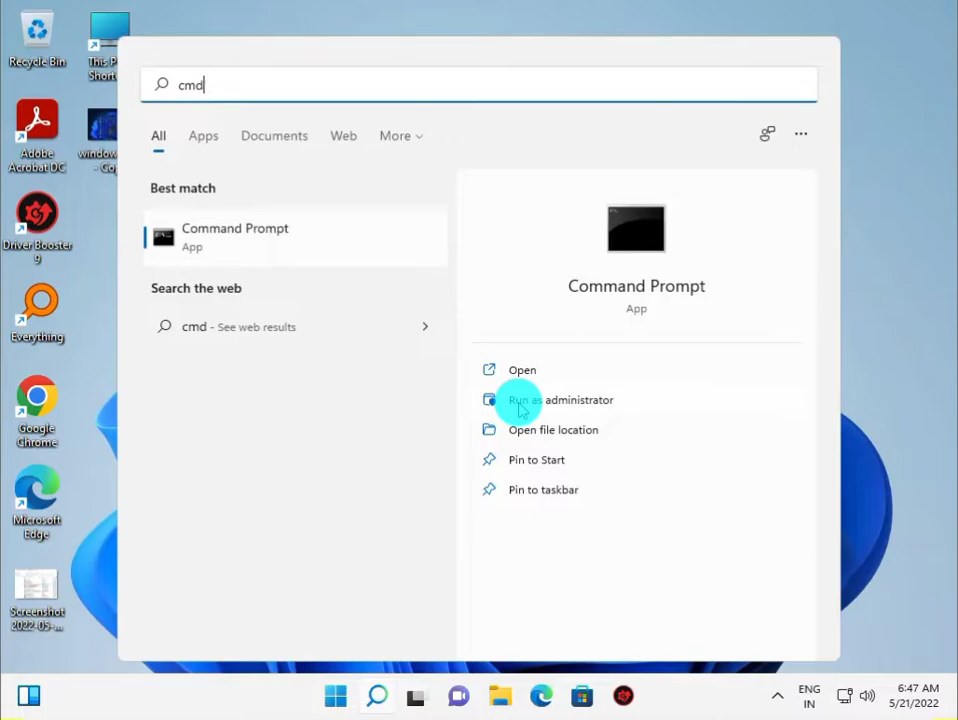 Recycle Bin
This P
Short
Adobe
Acrobat DC
window
- Co
Driver Booster
9
Everything
Google
Chrome
Microsoft
Edge
Screenshot
2022-05-...
cmd
All
Apps
Documents
Web
More
Best match
Command Prompt
App
Search the web
cmd - See web results
Command Prompt
App
Open
Run as administrator
Open file location
Pin to Start
Pin to taskbar
ENG
IN
6:47 AM
5/21/2022